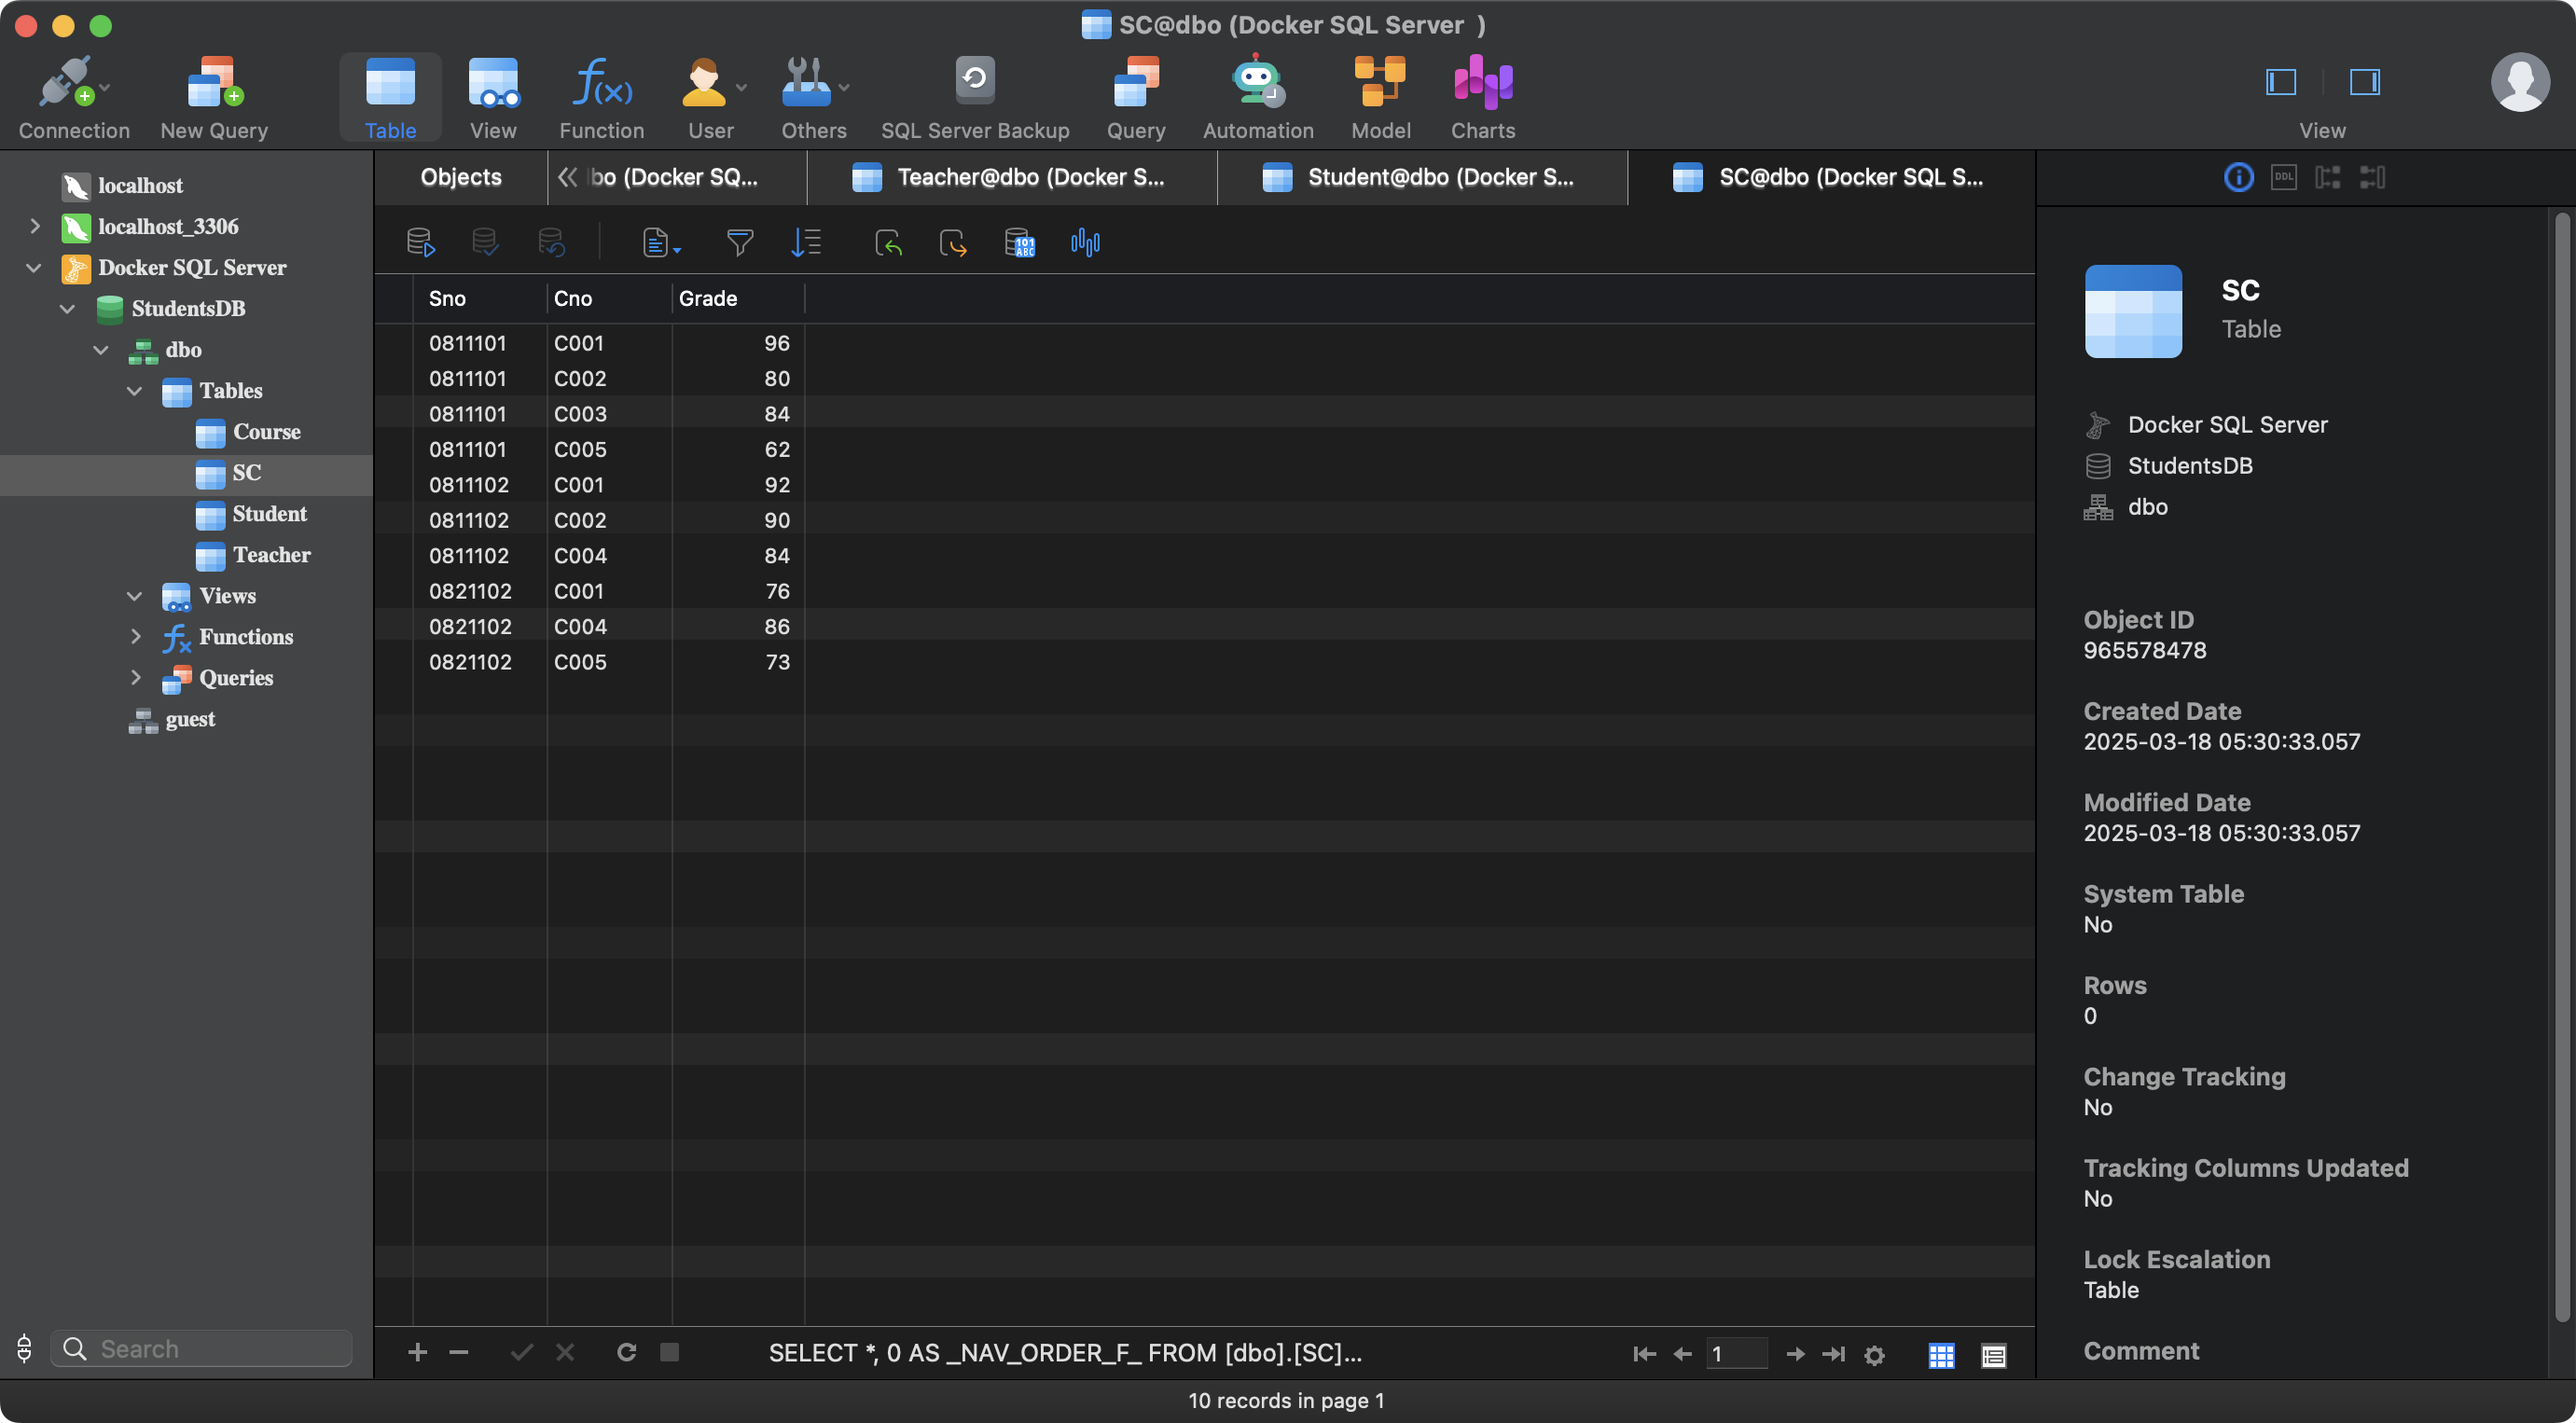 SC@dbo (Docker SQL Server )
Connection
New Query
Table
View
Function
User
Others
SQL Server Backup
Query
Automation
Model
Charts
View
localhost
localhost_3306
Docker SQL Server
StudentsDB
dbo
Tables
Course
SC
Student
Teacher
Views
Functions
Queries
guest
Search
Objects
bo (Docker SQ...
Teacher@dbo (Docker S...
Student@dbo (Docker S...
SC@dbo (Docker SQL S...
Sno Cno Grade
0811101 C001 96
0811101 C002 80
0811101 C003 84
0811101 C005 62
0811102 C001 92
0811102 C002 90
0811102 C004 84
0821102 C001 76
0821102 C004 86
0821102 C005 73
SELECT *, 0 AS _NAV_ORDER_F_ FROM [dbo].[SC]...
1
10 records in page 1
DDL
SC
Table
Docker SQL Server
StudentsDB
dbo
Object ID
965578478
Created Date
2025-03-18 05:30:33.057
Modified Date
2025-03-18 05:30:33.057
System Table
No
Rows
0
Change Tracking
No
Tracking Columns Updated
No
Lock Escalation
Table
Comment